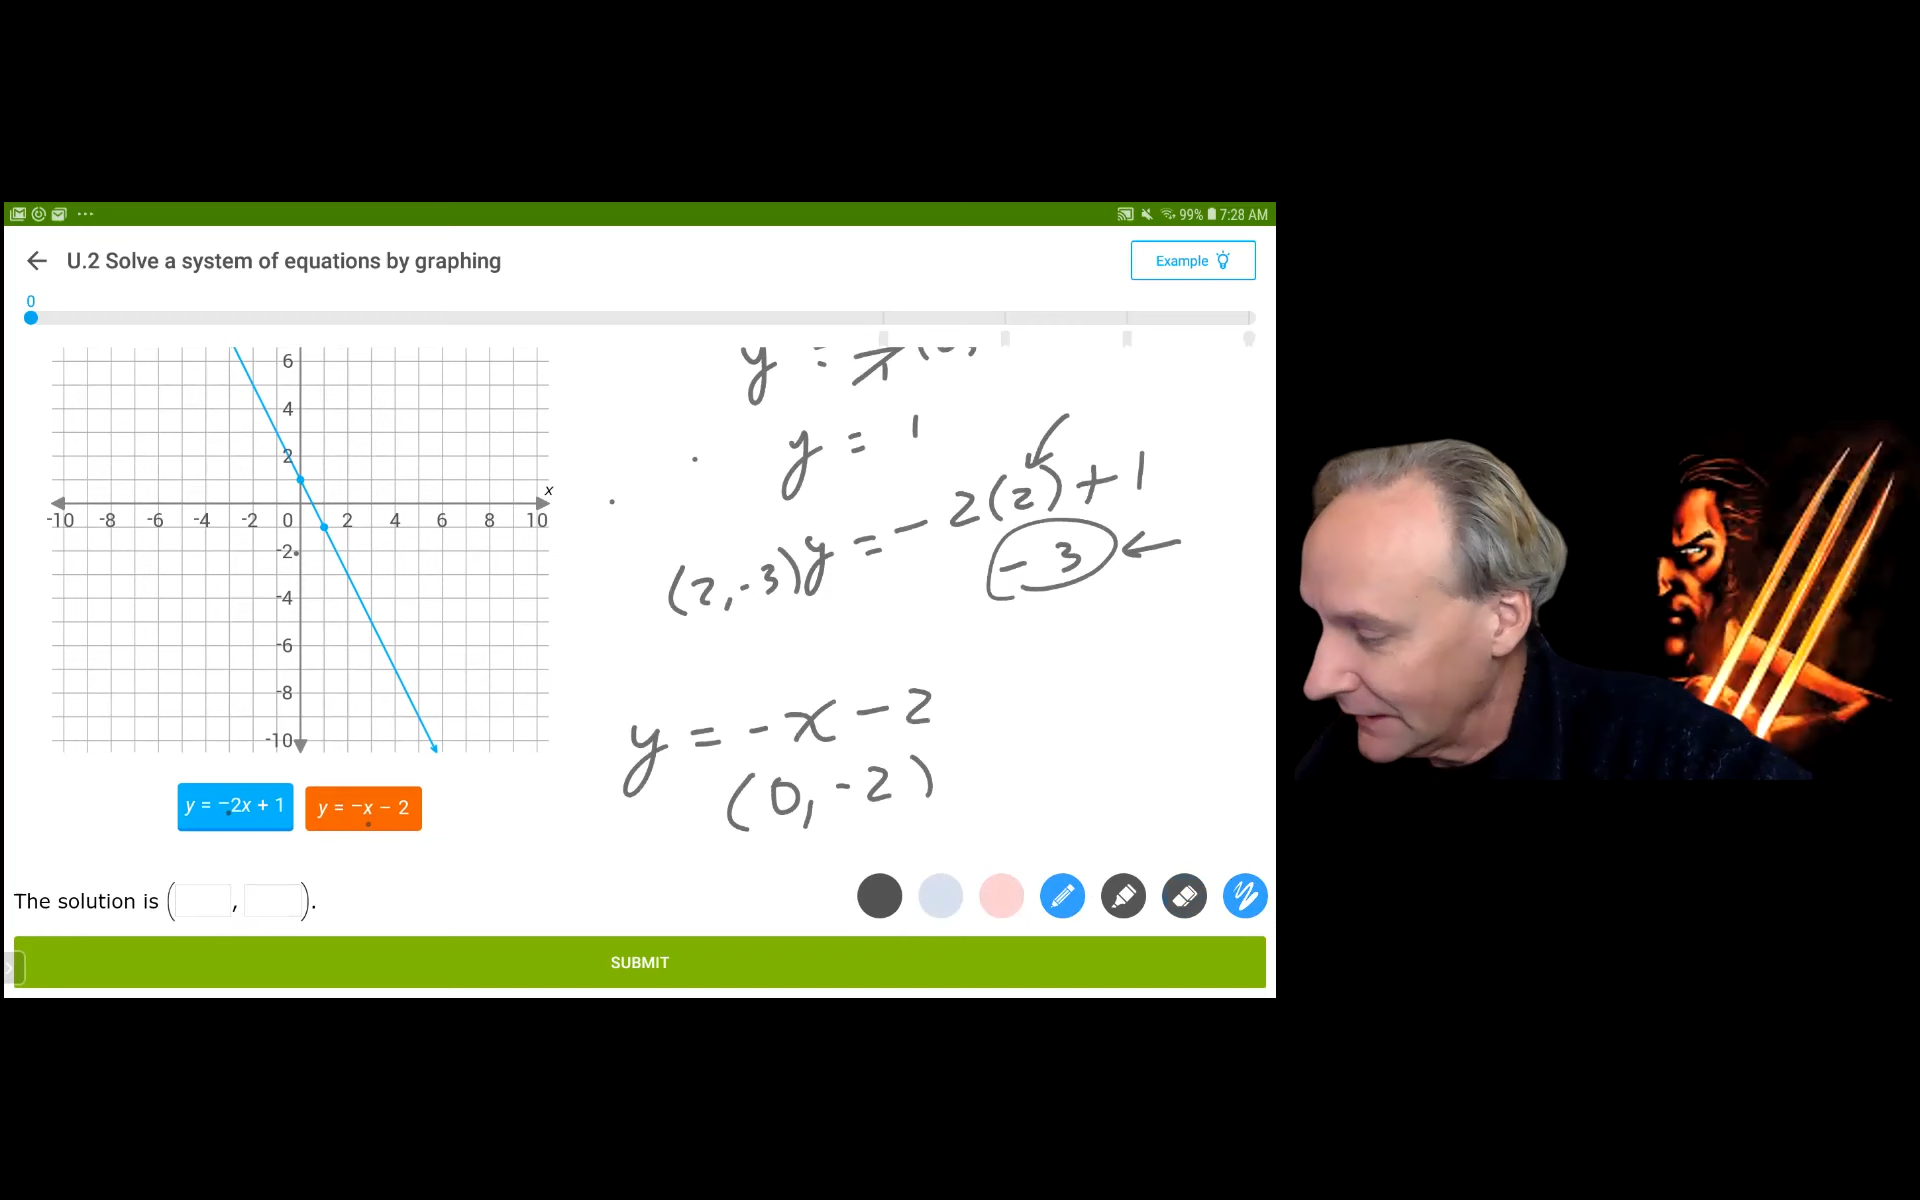 99% 7:28 AM
U.2 Solve a system of equations by graphing
Example
0
6
4
2
x
-10 -8 -6 -4 -2 0 2 4 6 8 10
-2
-4
-6
-8
-10
y =
y = 1
y = - 2(2) + 1
(2, -3) - 3
y = -x - 2
(0, -2)
y = −2x + 1 y = −x − 2
The solution is ( , ).
SUBMIT